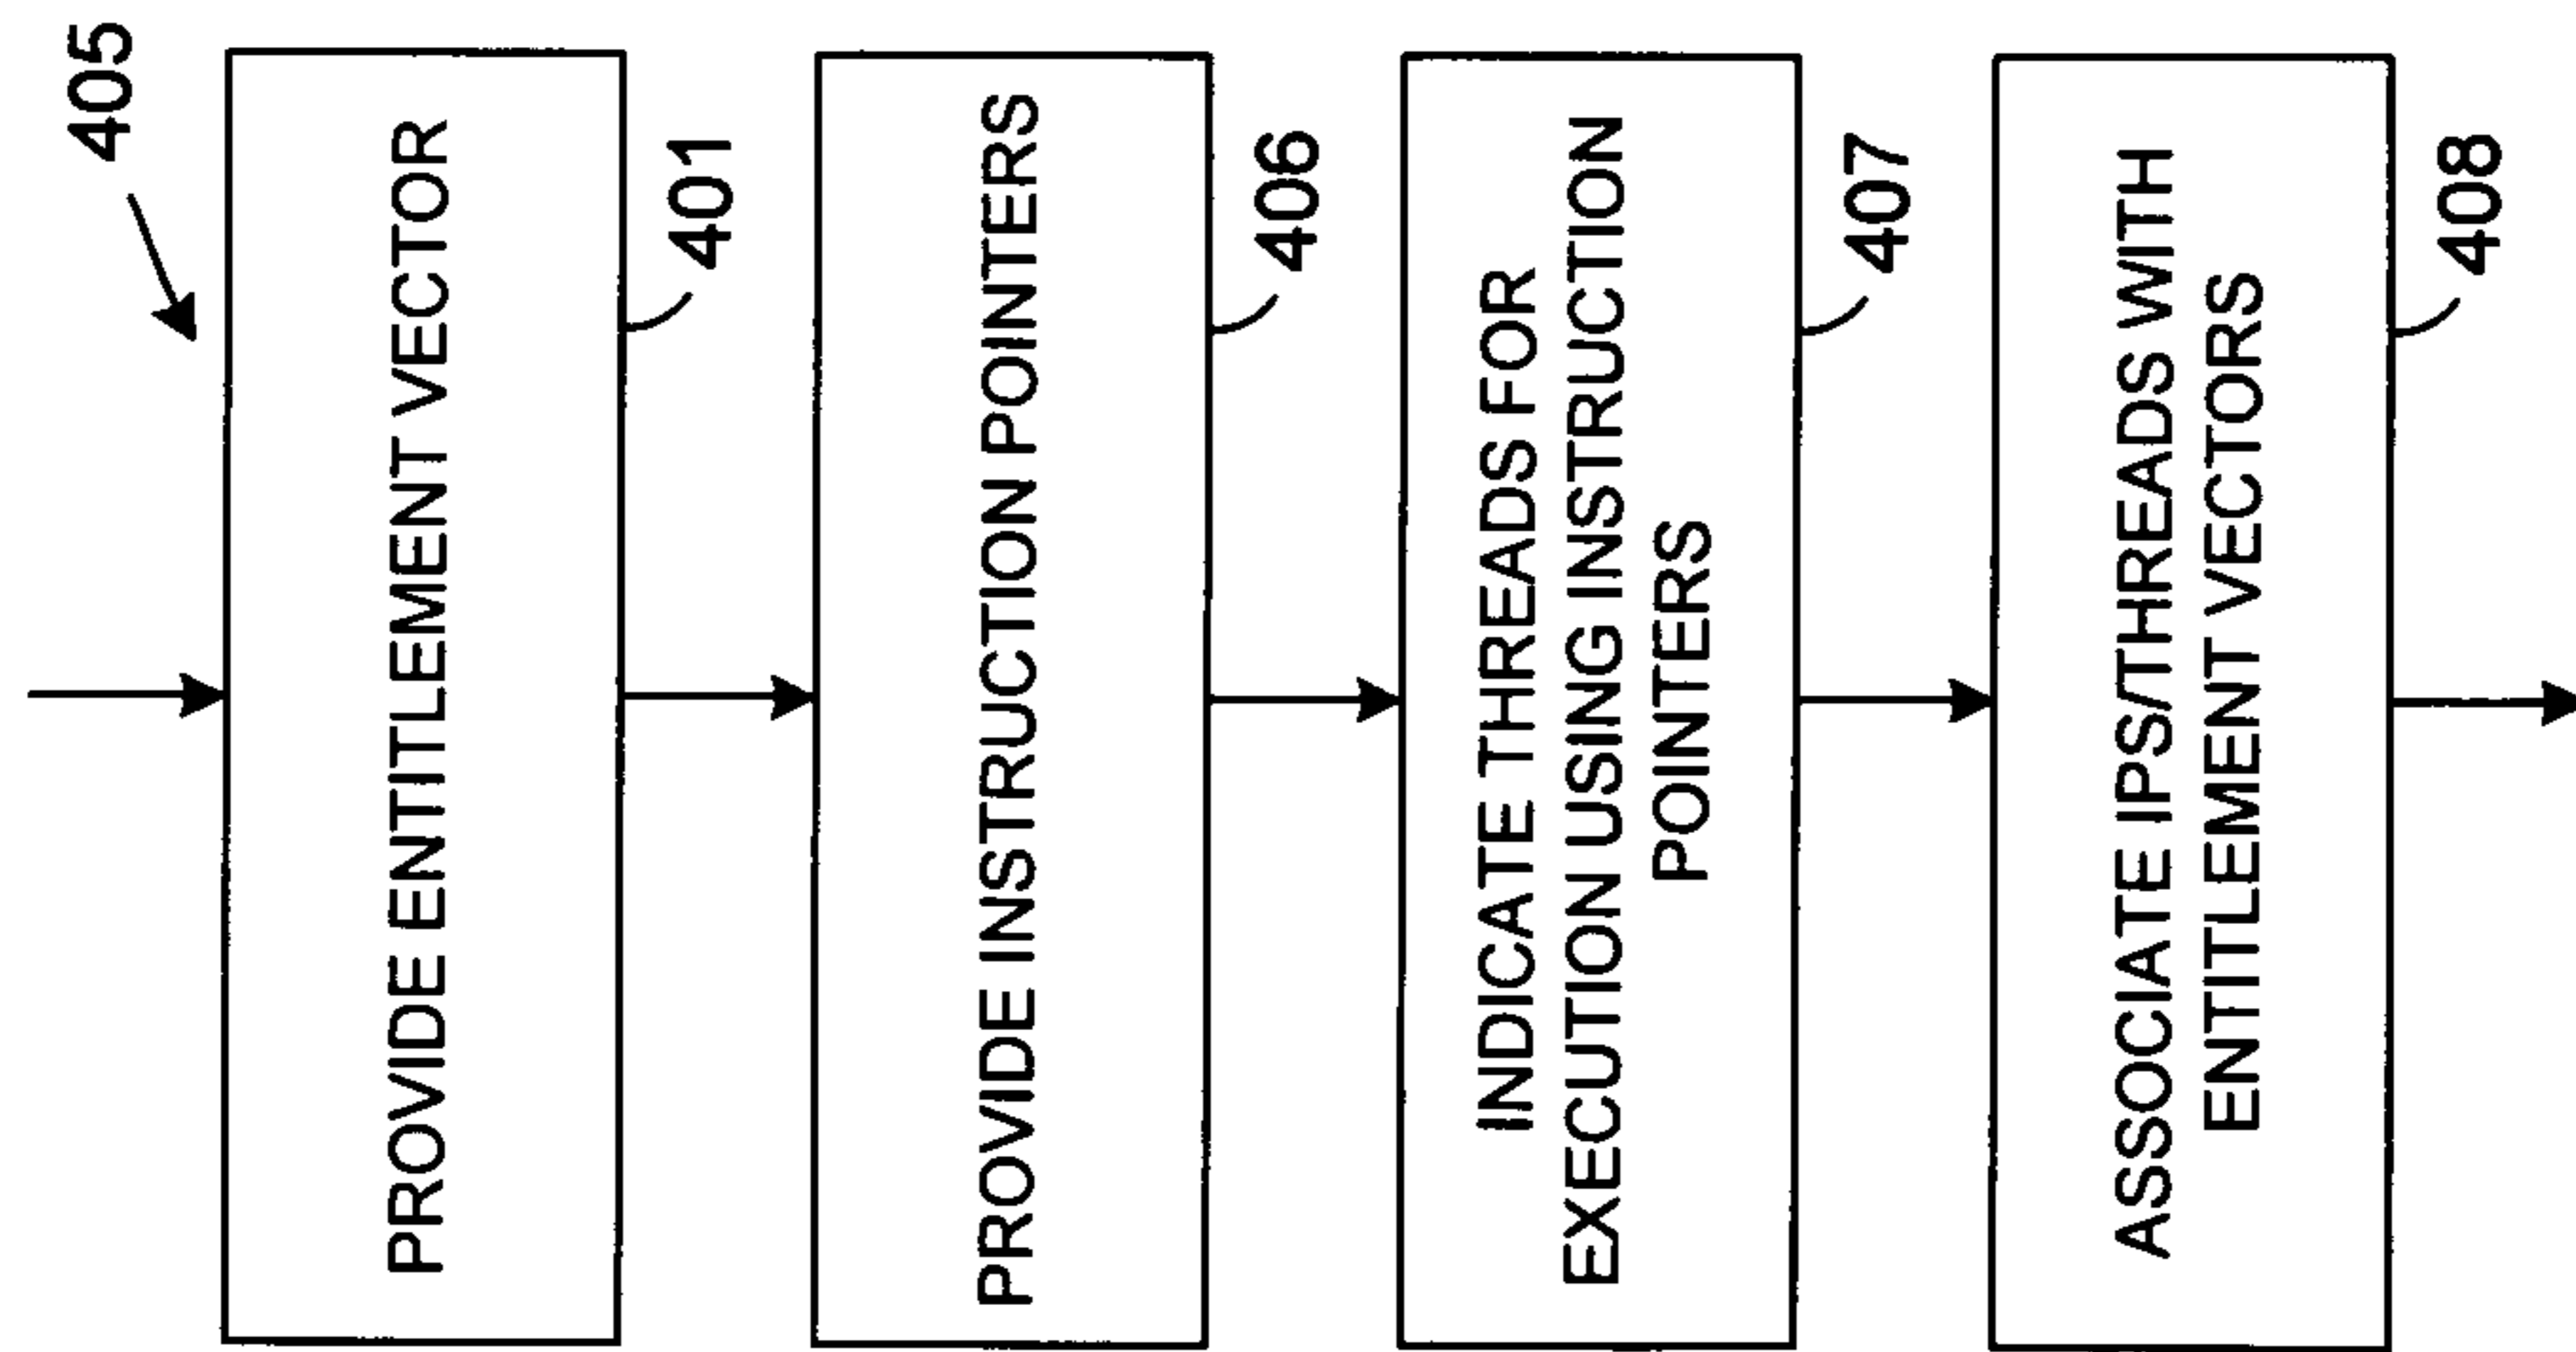 405
PROVIDE ENTITLEMENT VECTOR
401
PROVIDE INSTRUCTION POINTERS
406
INDICATE THREADS FOR
EXECUTION USING INSTRUCTION
POINTERS
407
ASSOCIATE IPS/THREADS WITH
ENTITLEMENT VECTORS
408